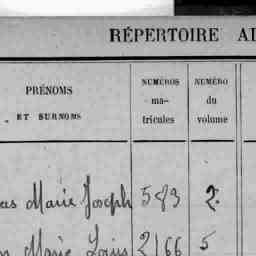 RÉPERTOIRE
PRÉNOMS
ET SURNOMS
NUMÉROS
ma-
tricules
NUMÉRO
du
volume
Marie Joseph 583 2
Marie Louis 2166 5